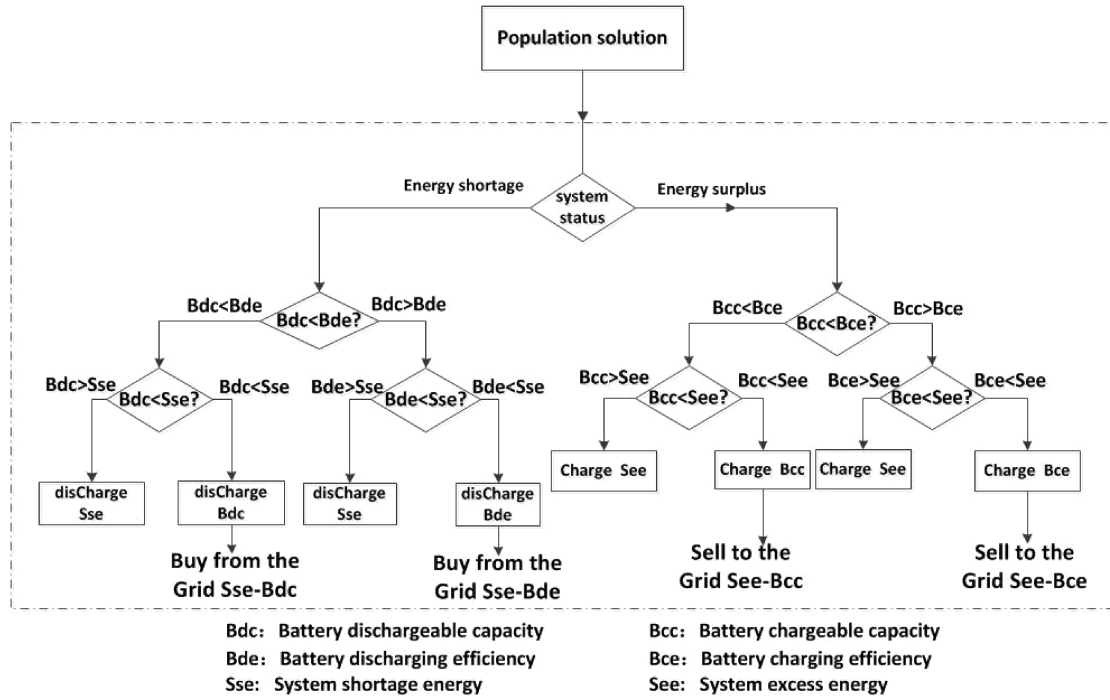 Population solution
Energy shortage
Energy surplus
system
status
Bdc<Bde
Bdc<Bde?
Bdc>Bde
Bcc<Bce
Bcc<Bce?
Bcc>Bce
Bdc>Sse
Bdc<Sse?
Bdc<Sse
Bde>Sse
Bde<Sse?
Bde<Sse
Bcc>See
Bcc<See?
Bcc<See
Bce>See
Bce<See?
Bce<See
disCharge
Sse
disCharge
Bdc
disCharge
Sse
disCharge
Bde
Charge See
Charge Bcc
Charge See
Charge Bce
Buy from the
Grid Sse-Bdc
Buy from the
Grid Sse-Bde
Sell to the
Grid See-Bcc
Sell to the
Grid See-Bce
Bdc: Battery dischargeable capacity
Bde: Battery discharging efficiency
Sse: System shortage energy
Bcc: Battery chargeable capacity
Bce: Battery charging efficiency
See: System excess energy